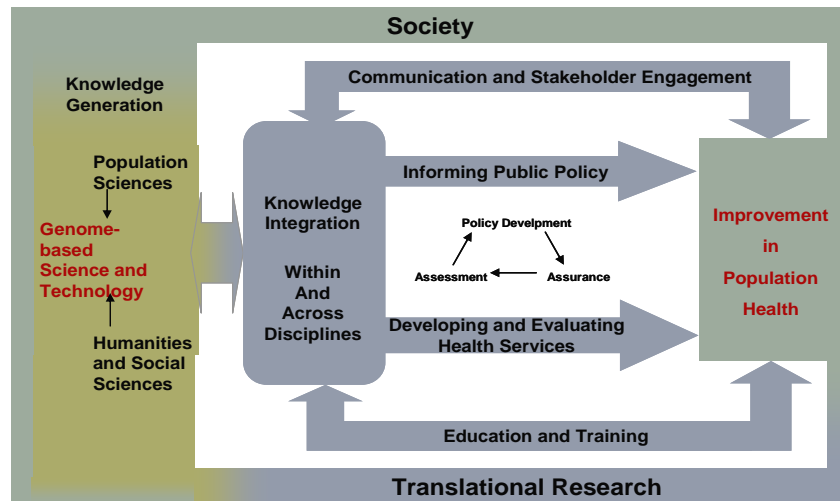 Society
Knowledge
Generation
Population
Sciences
Genome-
based
Science and
Technology
Humanities
and Social
Sciences
Communication and Stakeholder Engagement
Knowledge
Integration
Within
And
Across
Disciplines
Informing Public Policy
Policy Develpment
Assessment
Assurance
Developing and Evaluating
Health Services
Improvement
in
Population
Health
Education and Training
Translational Research